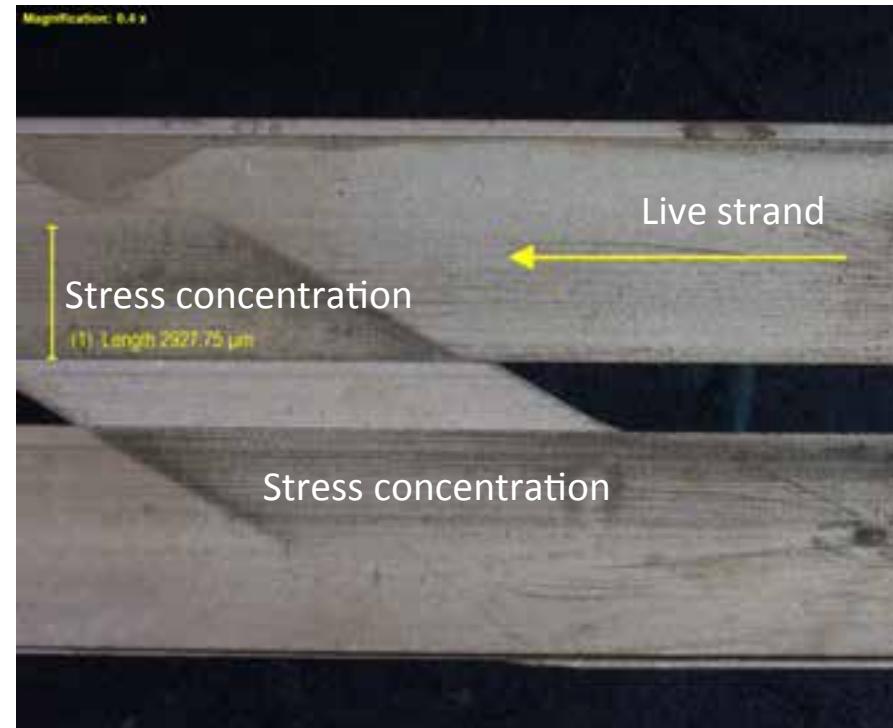 Magnification: 0.4 x
Live strand
Stress concentration
(1) Length 2927.75 µm
Stress concentration